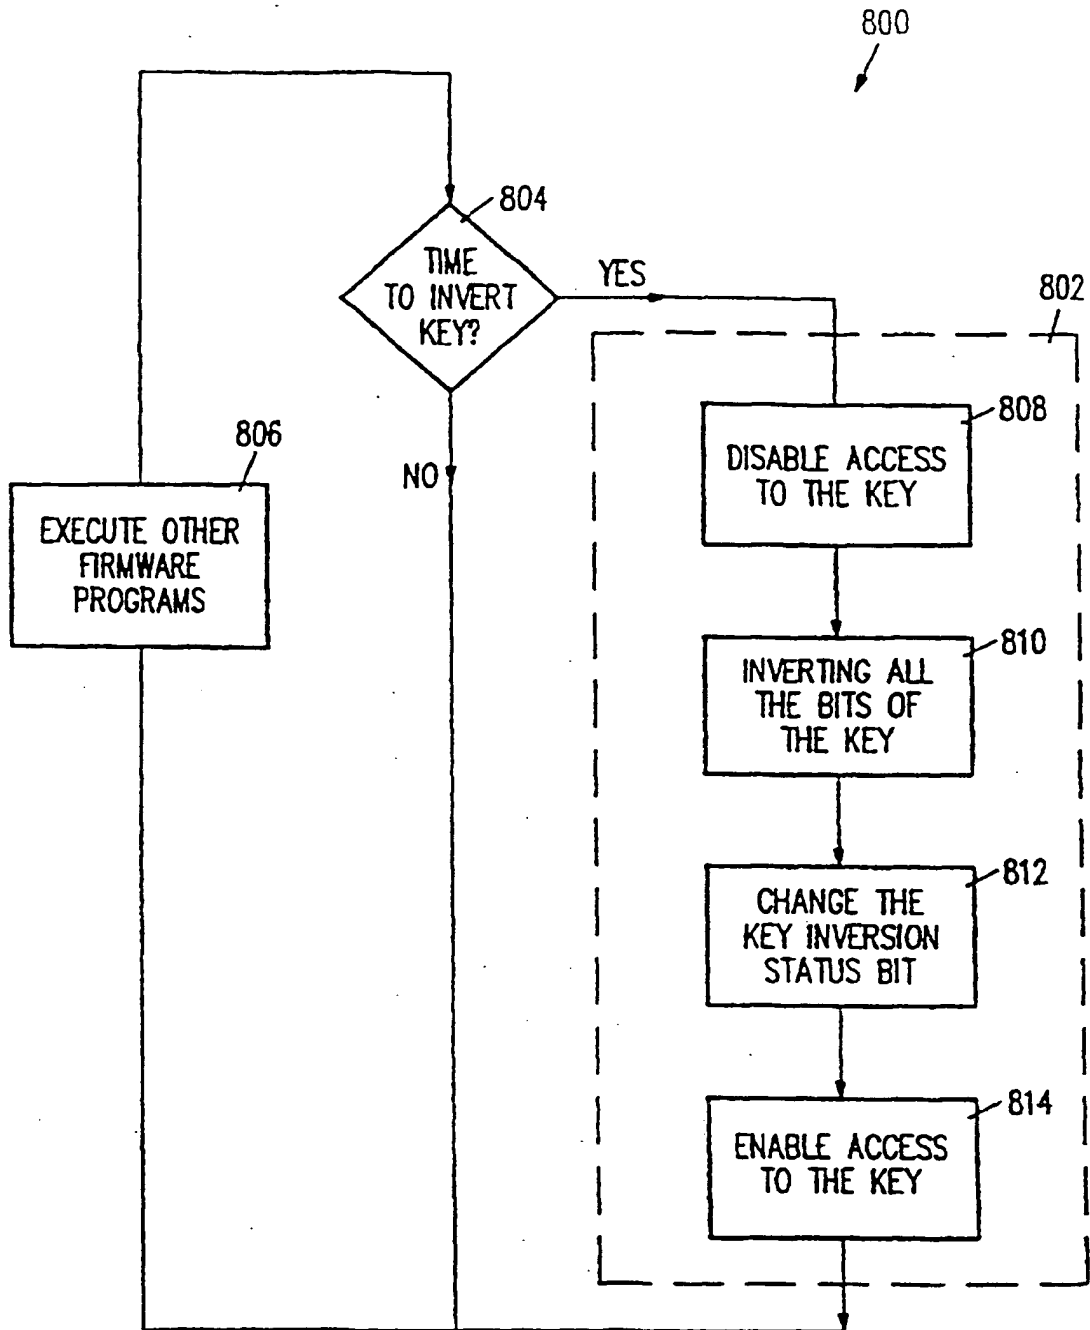 800
804
TIME
TO INVERT
KEY?
YES
802
808
DISABLE ACCESS
TO THE KEY
806
NO
EXECUTE OTHER
FIRMWARE
PROGRAMS
810
INVERTING ALL
THE BITS OF
THE KEY
812
CHANGE THE
KEY INVERSION
STATUS BIT
814
ENABLE ACCESS
TO THE KEY